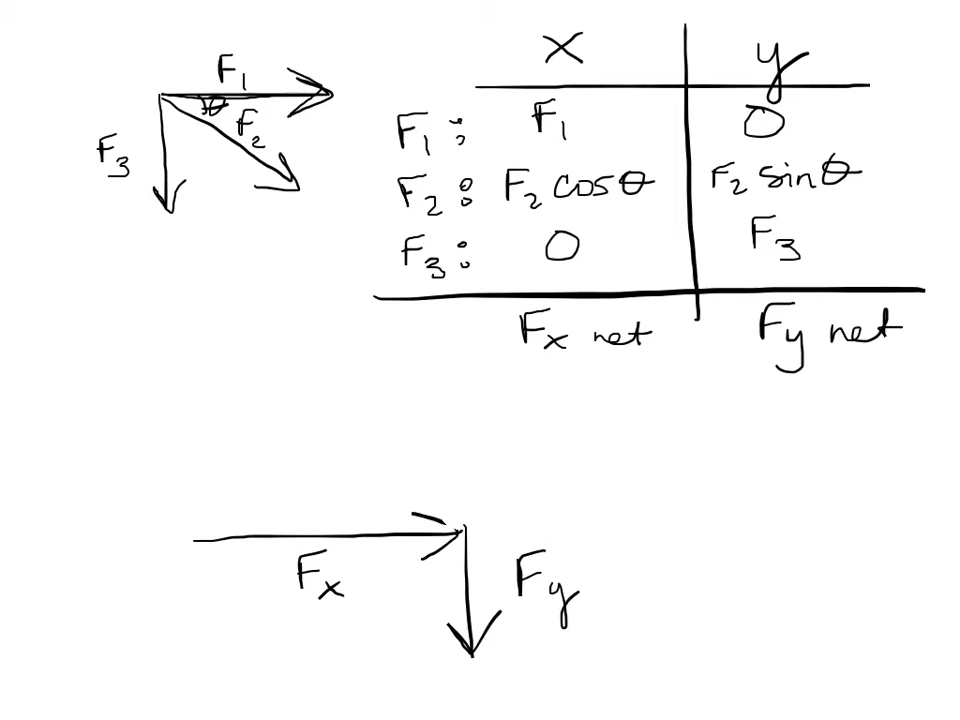 F₁
θ
F₂
F₃
x y
F₁: F₁ 0
F₂: F₂ cosθ F₂ sinθ
F₃: 0 F₃
Fx net Fy net
Fx
Fy